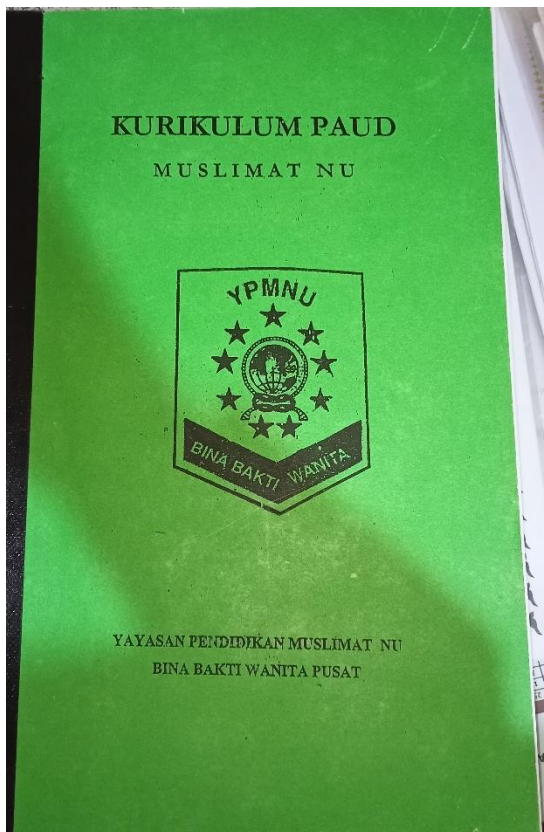 KURIKULUM PAUD
MUSLIMAT NU
YPMNU
BINA BAKTI WANITA
YAYASAN PENDIDIKAN MUSLIMAT NU
BINA BAKTI WANITA PUSAT